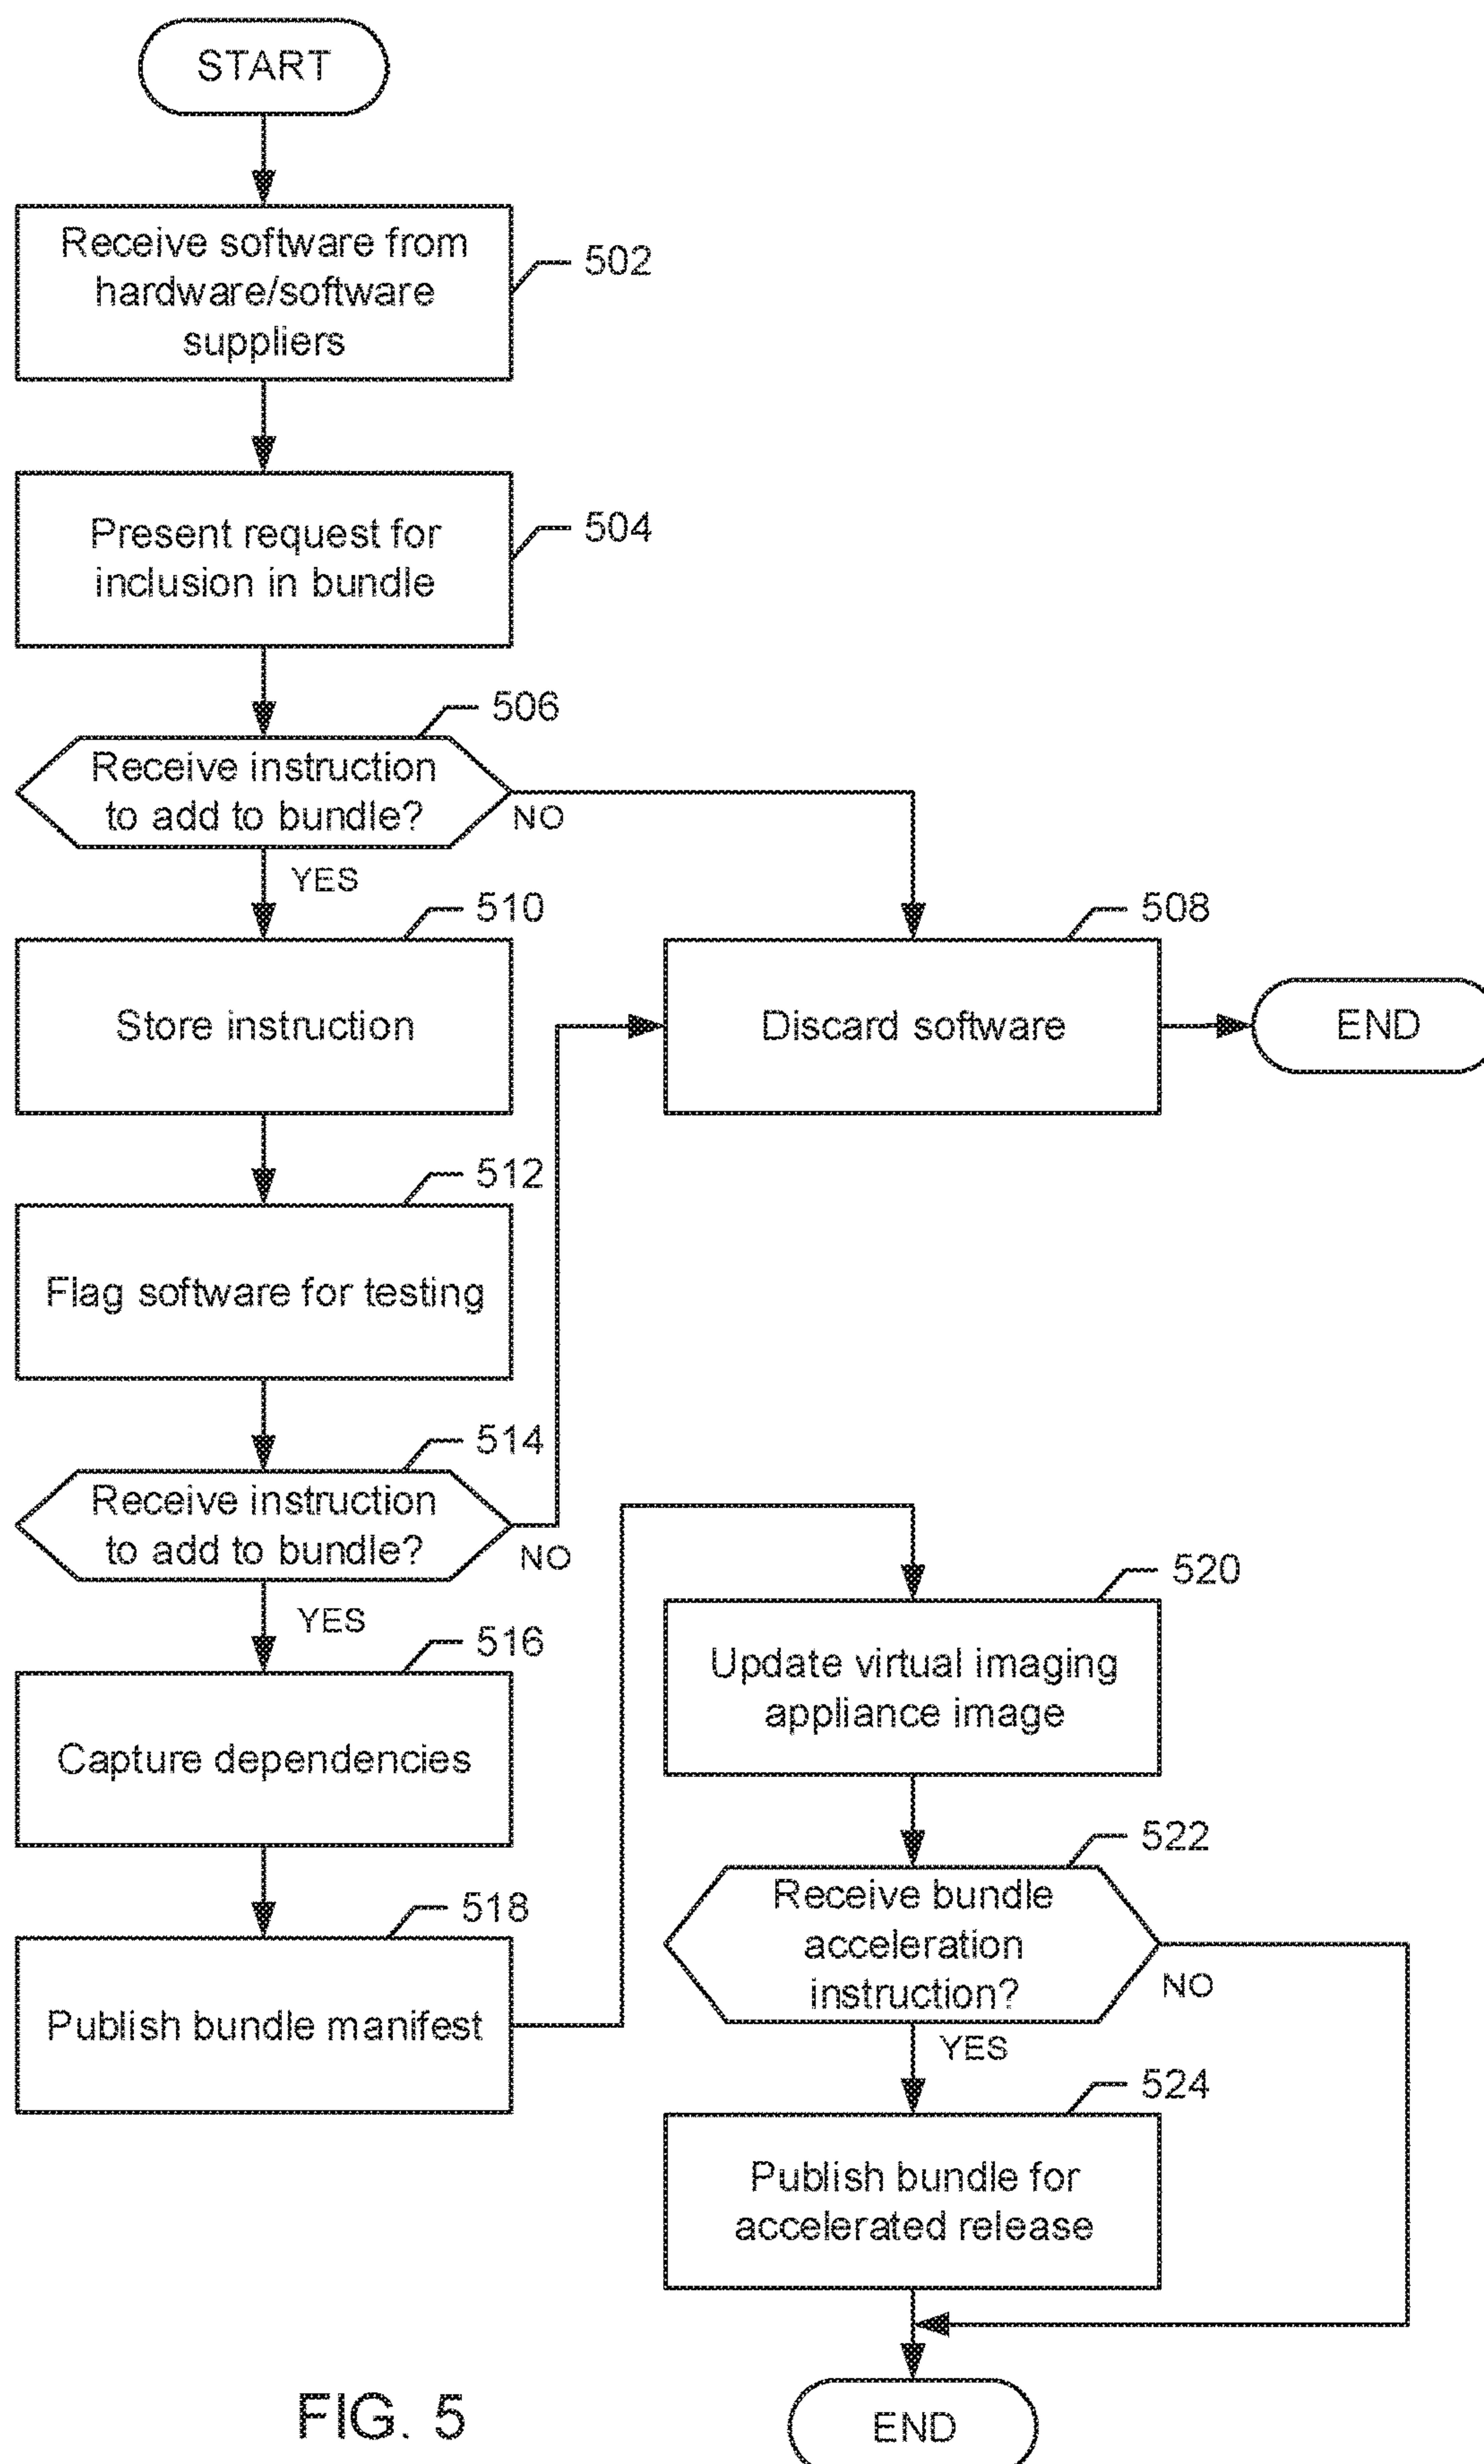 START
Receive software from
hardware/software
suppliers
502
Present request for
inclusion in bundle
504
506
Receive instruction
to add to bundle?
NO
YES
510
Store instruction
508
Discard software
END
512
Flag software for testing
514
Receive instruction
to add to bundle?
NO
YES
516
Capture dependencies
518
Publish bundle manifest
520
Update virtual imaging
appliance image
522
Receive bundle
acceleration
instruction?
NO
YES
524
Publish bundle for
accelerated release
END
FIG. 5